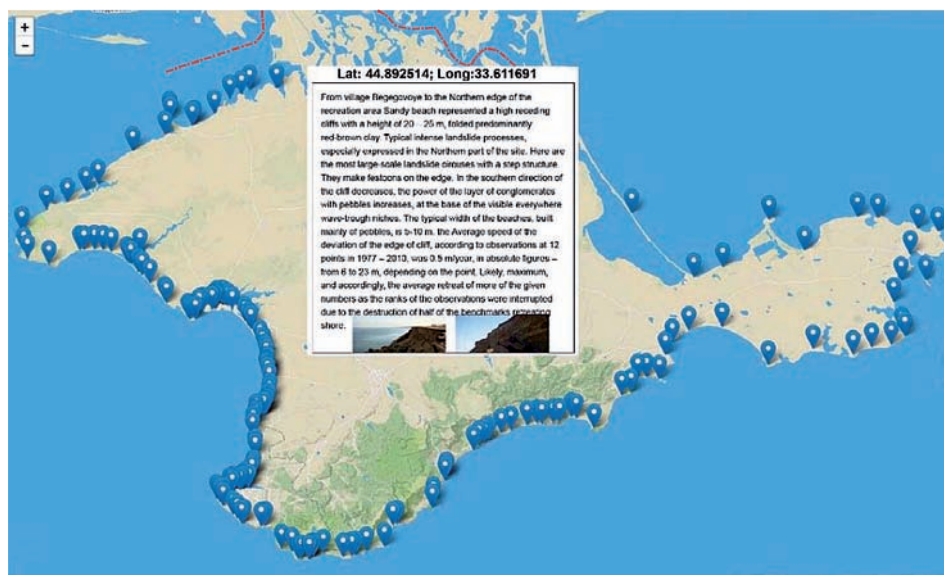 +
−
Lat: 44.892514; Long:33.611691
From village Begegovoye to the Northern edge of the
recreation area Sandy beach represented a high receding
cliffs with a height of 20 – 25 m, folded predominantly
red-brown clay. Typical intense landslide processes,
especially expressed in the Northern part of the site. Here are
the most large-scale landslide cirouses with a step structure.
They make festoons on the edge. In the southern direction of
the cliff decreases, the power of the layer of conglomerates
with pebbles increases, at the base of the visible everywhere
wave-trough niches. The typical width of the beaches, built
mainly of pebbles, is 5-10 m. the Average speed of the
deviation of the edge of cliff, according to observations at 12
points in 1977 – 2010, was 0.5 m/year, in absolute figures –
from 6 to 23 m, depending on the point. Likely, maximum,
and accordingly, the average retreat of more of the given
numbers as the ranks of the observations were interrupted
due to the destruction of half of the benchmarks retreating
shore.